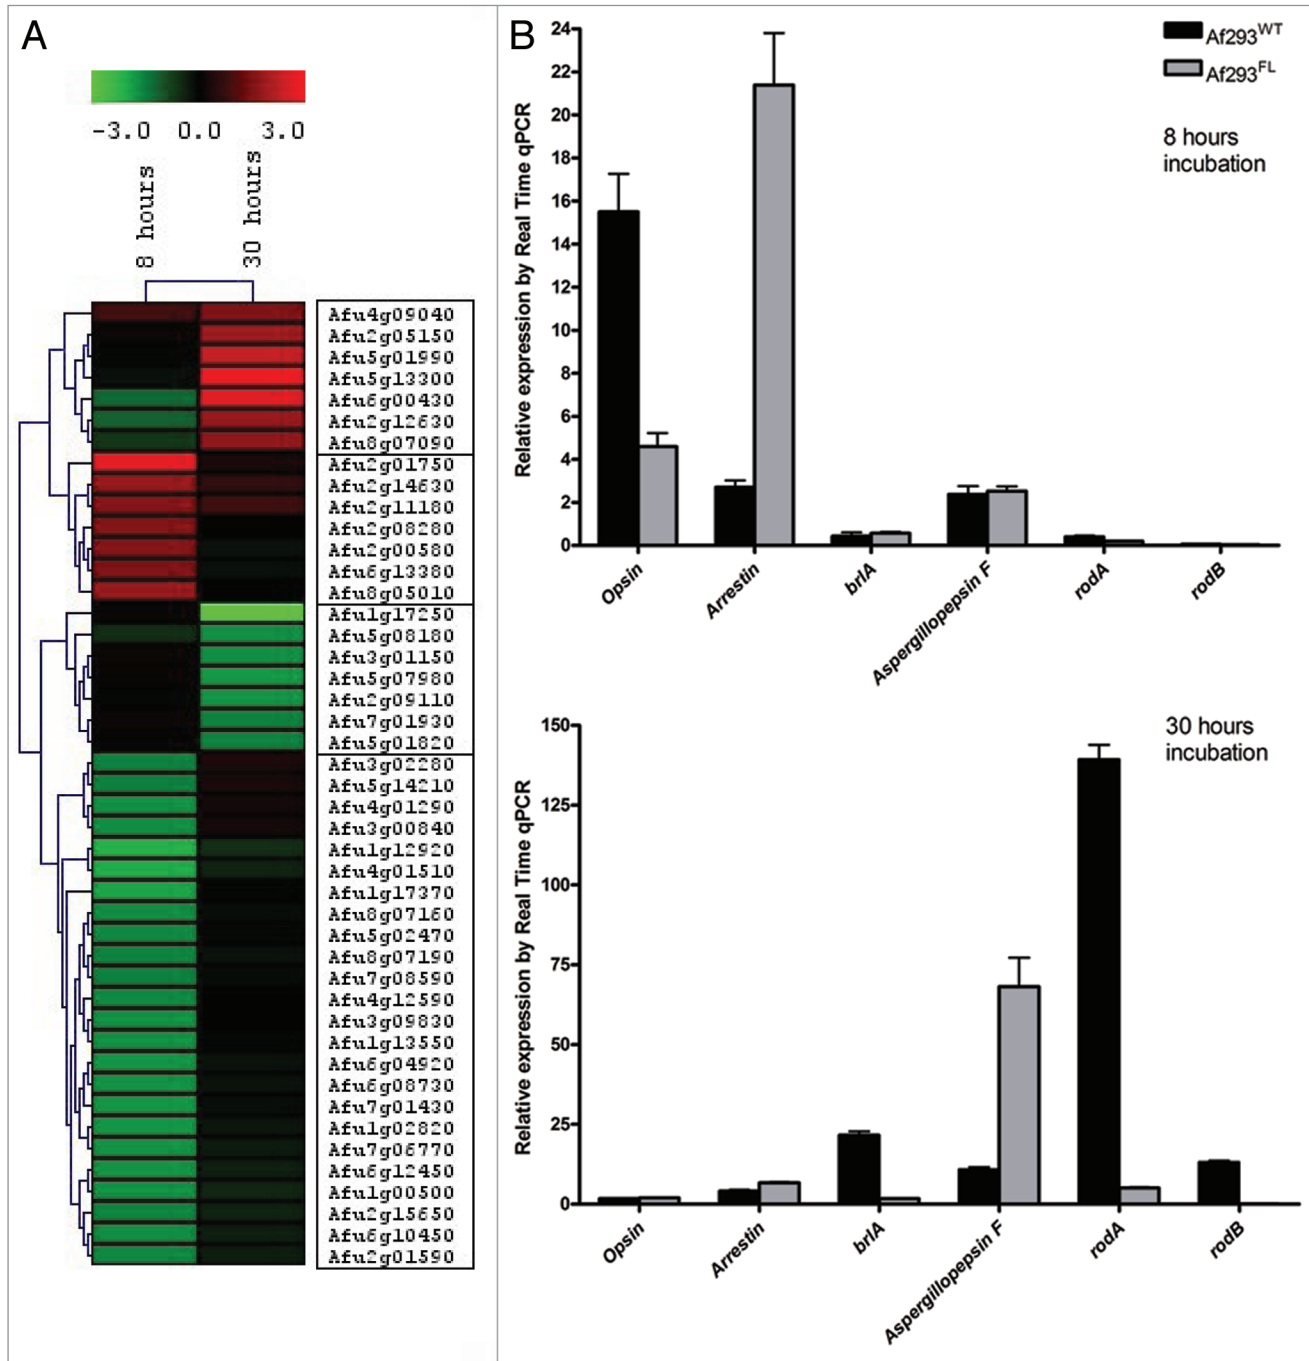 A
-3.0 0.0 3.0
8 hours
30 hours
Afu4g09040
Afu2g05150
Afu5g01990
Afu5g13300
Afu6g00430
Afu2g12630
Afu8g07090
Afu2g01750
Afu2g14630
Afu2g11180
Afu2g08280
Afu2g00580
Afu6g13380
Afu8g05010
Afu1g17250
Afu5g08180
Afu3g01150
Afu5g07980
Afu2g09110
Afu7g01930
Afu5g01820
Afu3g02280
Afu5g14210
Afu4g01290
Afu3g00840
Afu1g12920
Afu4g01510
Afu1g17370
Afu8g07160
Afu5g02470
Afu8g07190
Afu7g08590
Afu4g12590
Afu3g09830
Afu1g13550
Afu6g04920
Afu6g08730
Afu7g01430
Afu1g02820
Afu7g06770
Afu6g12450
Afu1g00500
Afu2g15650
Afu6g10450
Afu2g01590
B
Af293WT
Af293FL
8 hours
incubation
Relative expression by Real Time qPCR
24
22
20
18
16
14
12
10
8
6
4
2
0
Opsin
Arrestin
brlA
Aspergillopepsin F
rodA
rodB
30 hours
incubation
Relative expression by Real Time qPCR
150
125
100
75
50
25
0
Opsin
Arrestin
brlA
Aspergillopepsin F
rodA
rodB